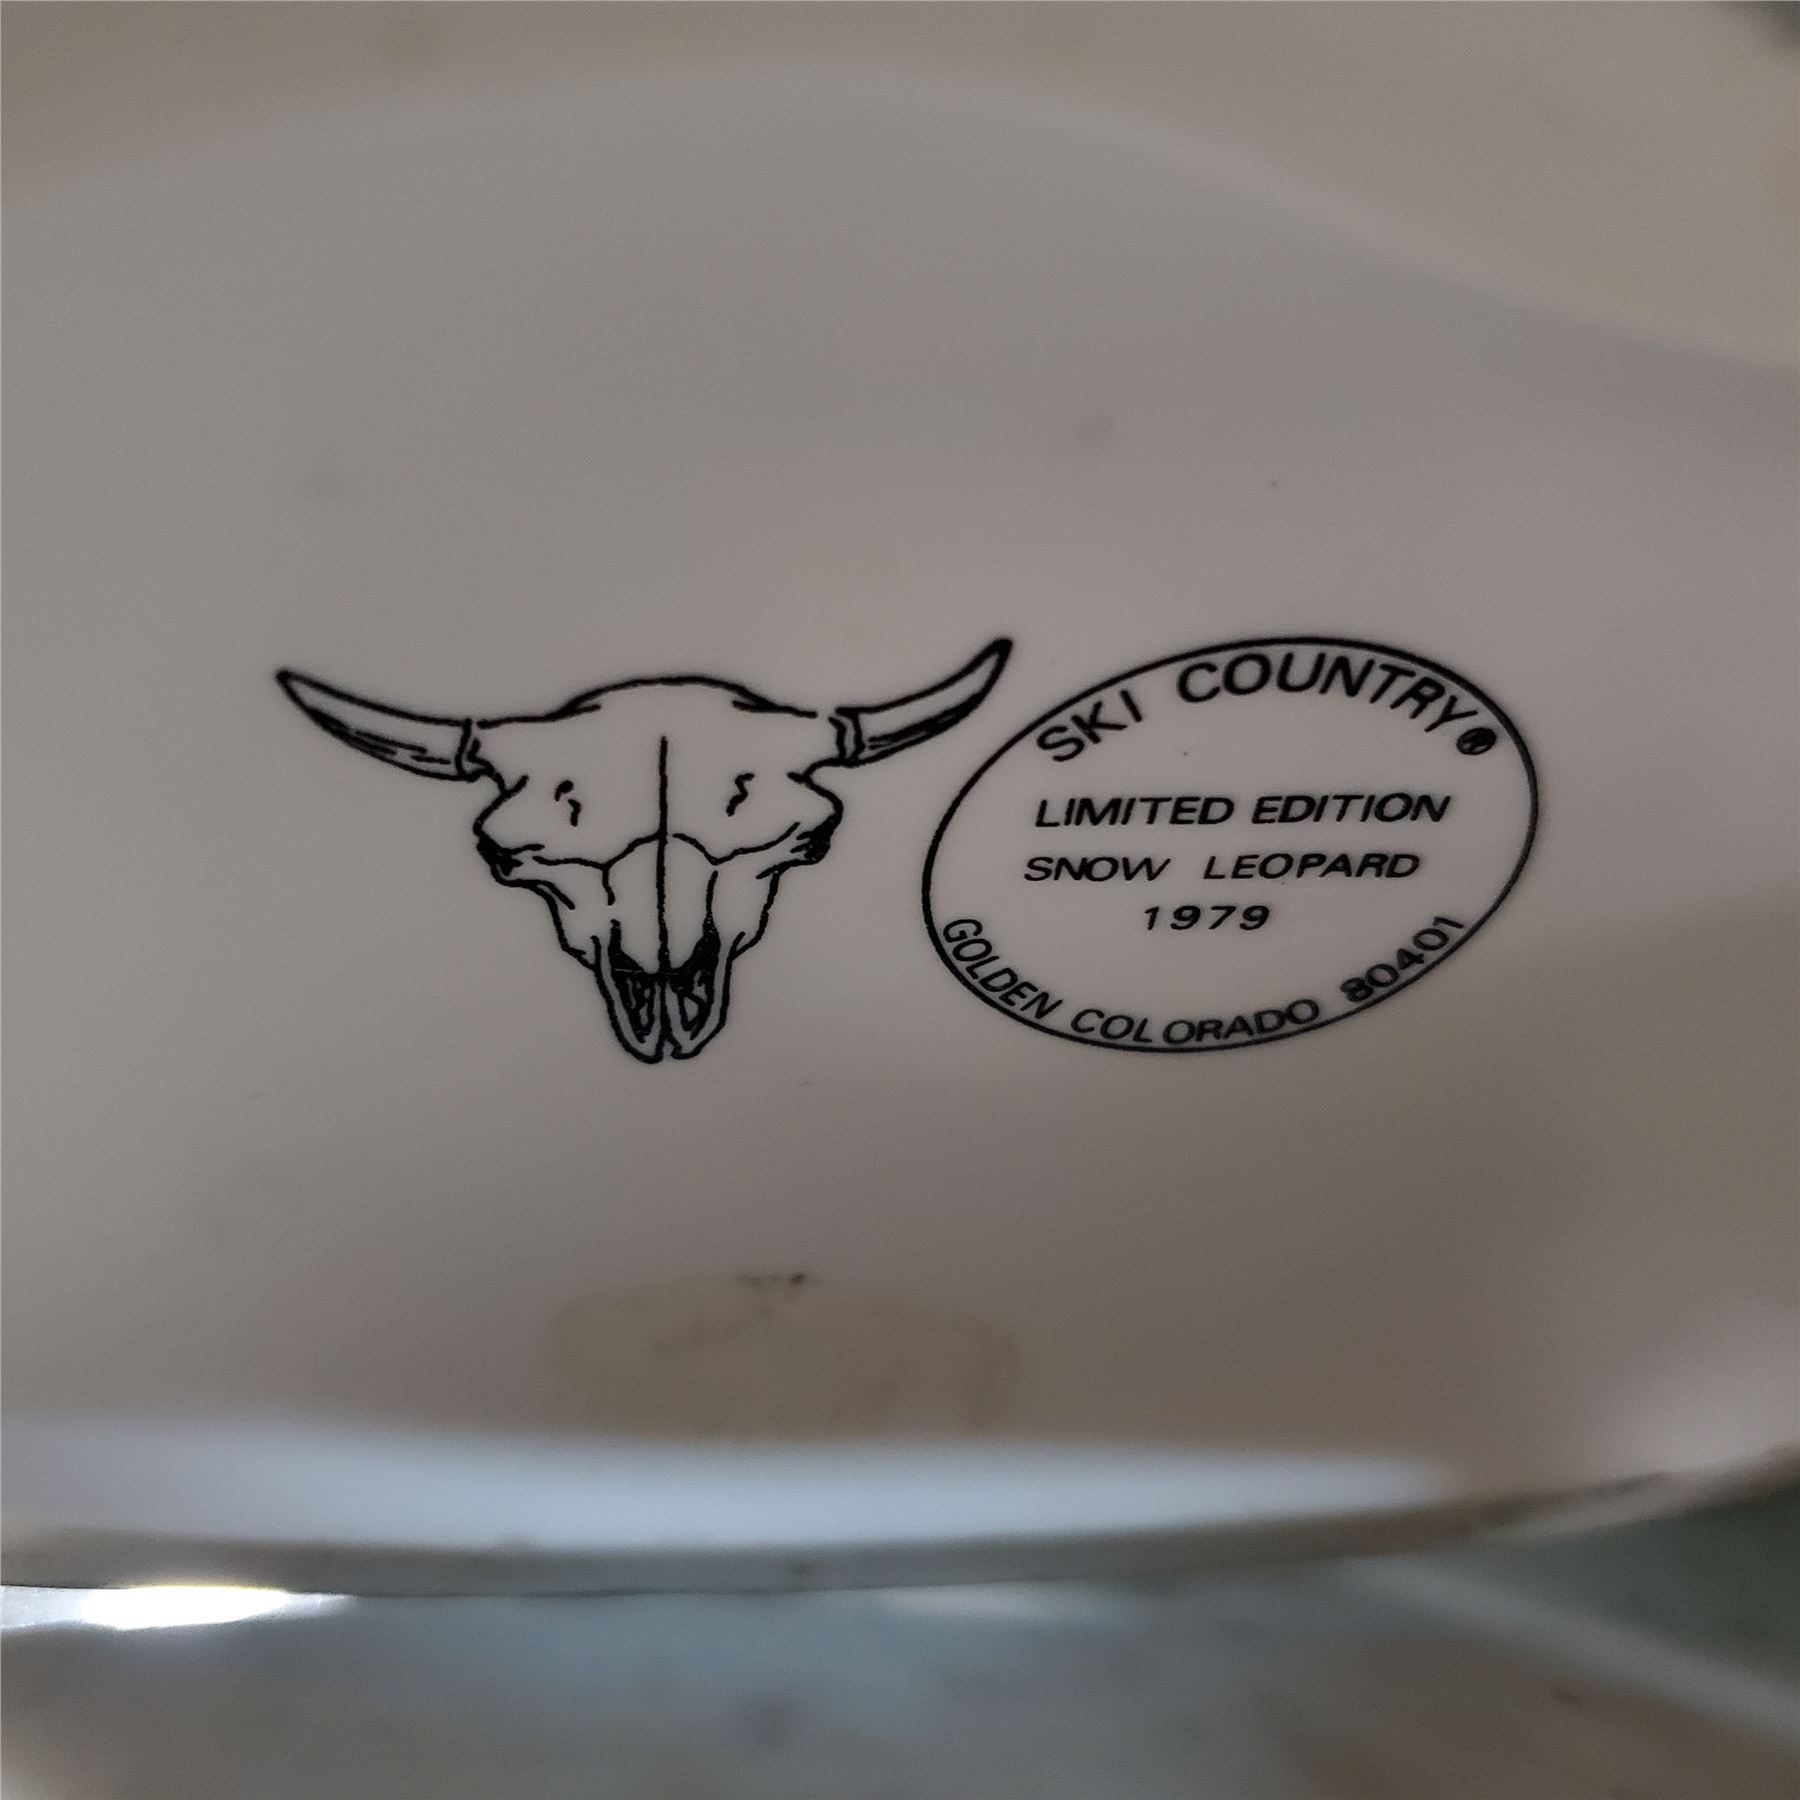 SKI COUNTRY®
LIMITED EDITION
SNOW LEOPARD
1979
GOLDEN COLORADO 80401